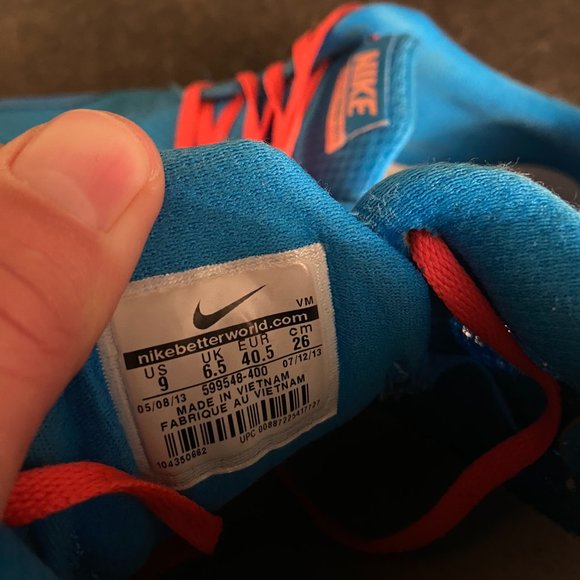 NIKE
VM
nikebetterworld.com
US UK EUR cm
9 6.5 40.5 26
05/08/13 599548-400 07/12/13
MADE IN VIETNAM
FABRIQUE AU VIETNAM
104350662